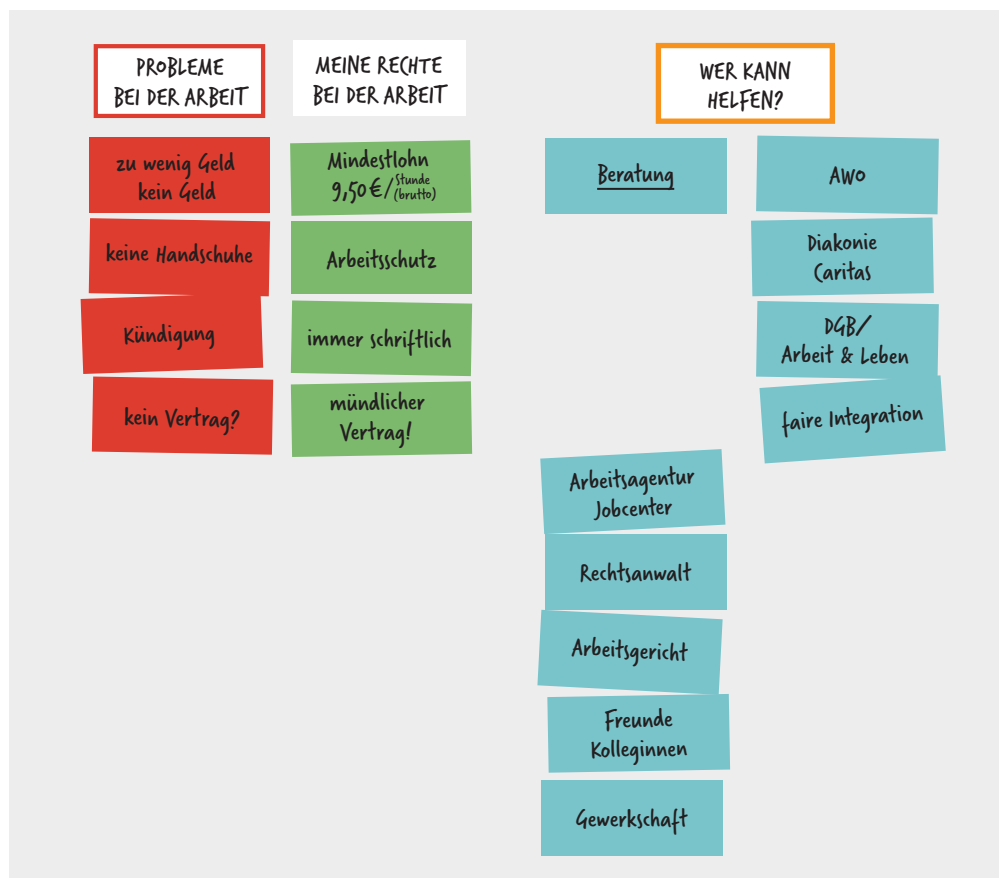 PROBLEME
BEI DER ARBEIT
zu wenig Geld
kein Geld
keine Handschuhe
Kündigung
kein Vertrag?
MEINE RECHTE
BEI DER ARBEIT
Mindestlohn
9,50 €/Stunde
(brutto)
Arbeitsschutz
immer schriftlich
mündlicher
Vertrag!
WER KANN
HELFEN?
Beratung
AWO
Diakonie
Caritas
DGB/
Arbeit & Leben
faire Integration
Arbeitsagentur
Jobcenter
Rechtsanwalt
Arbeitsgericht
Freunde
Kolleginnen
Gewerkschaft